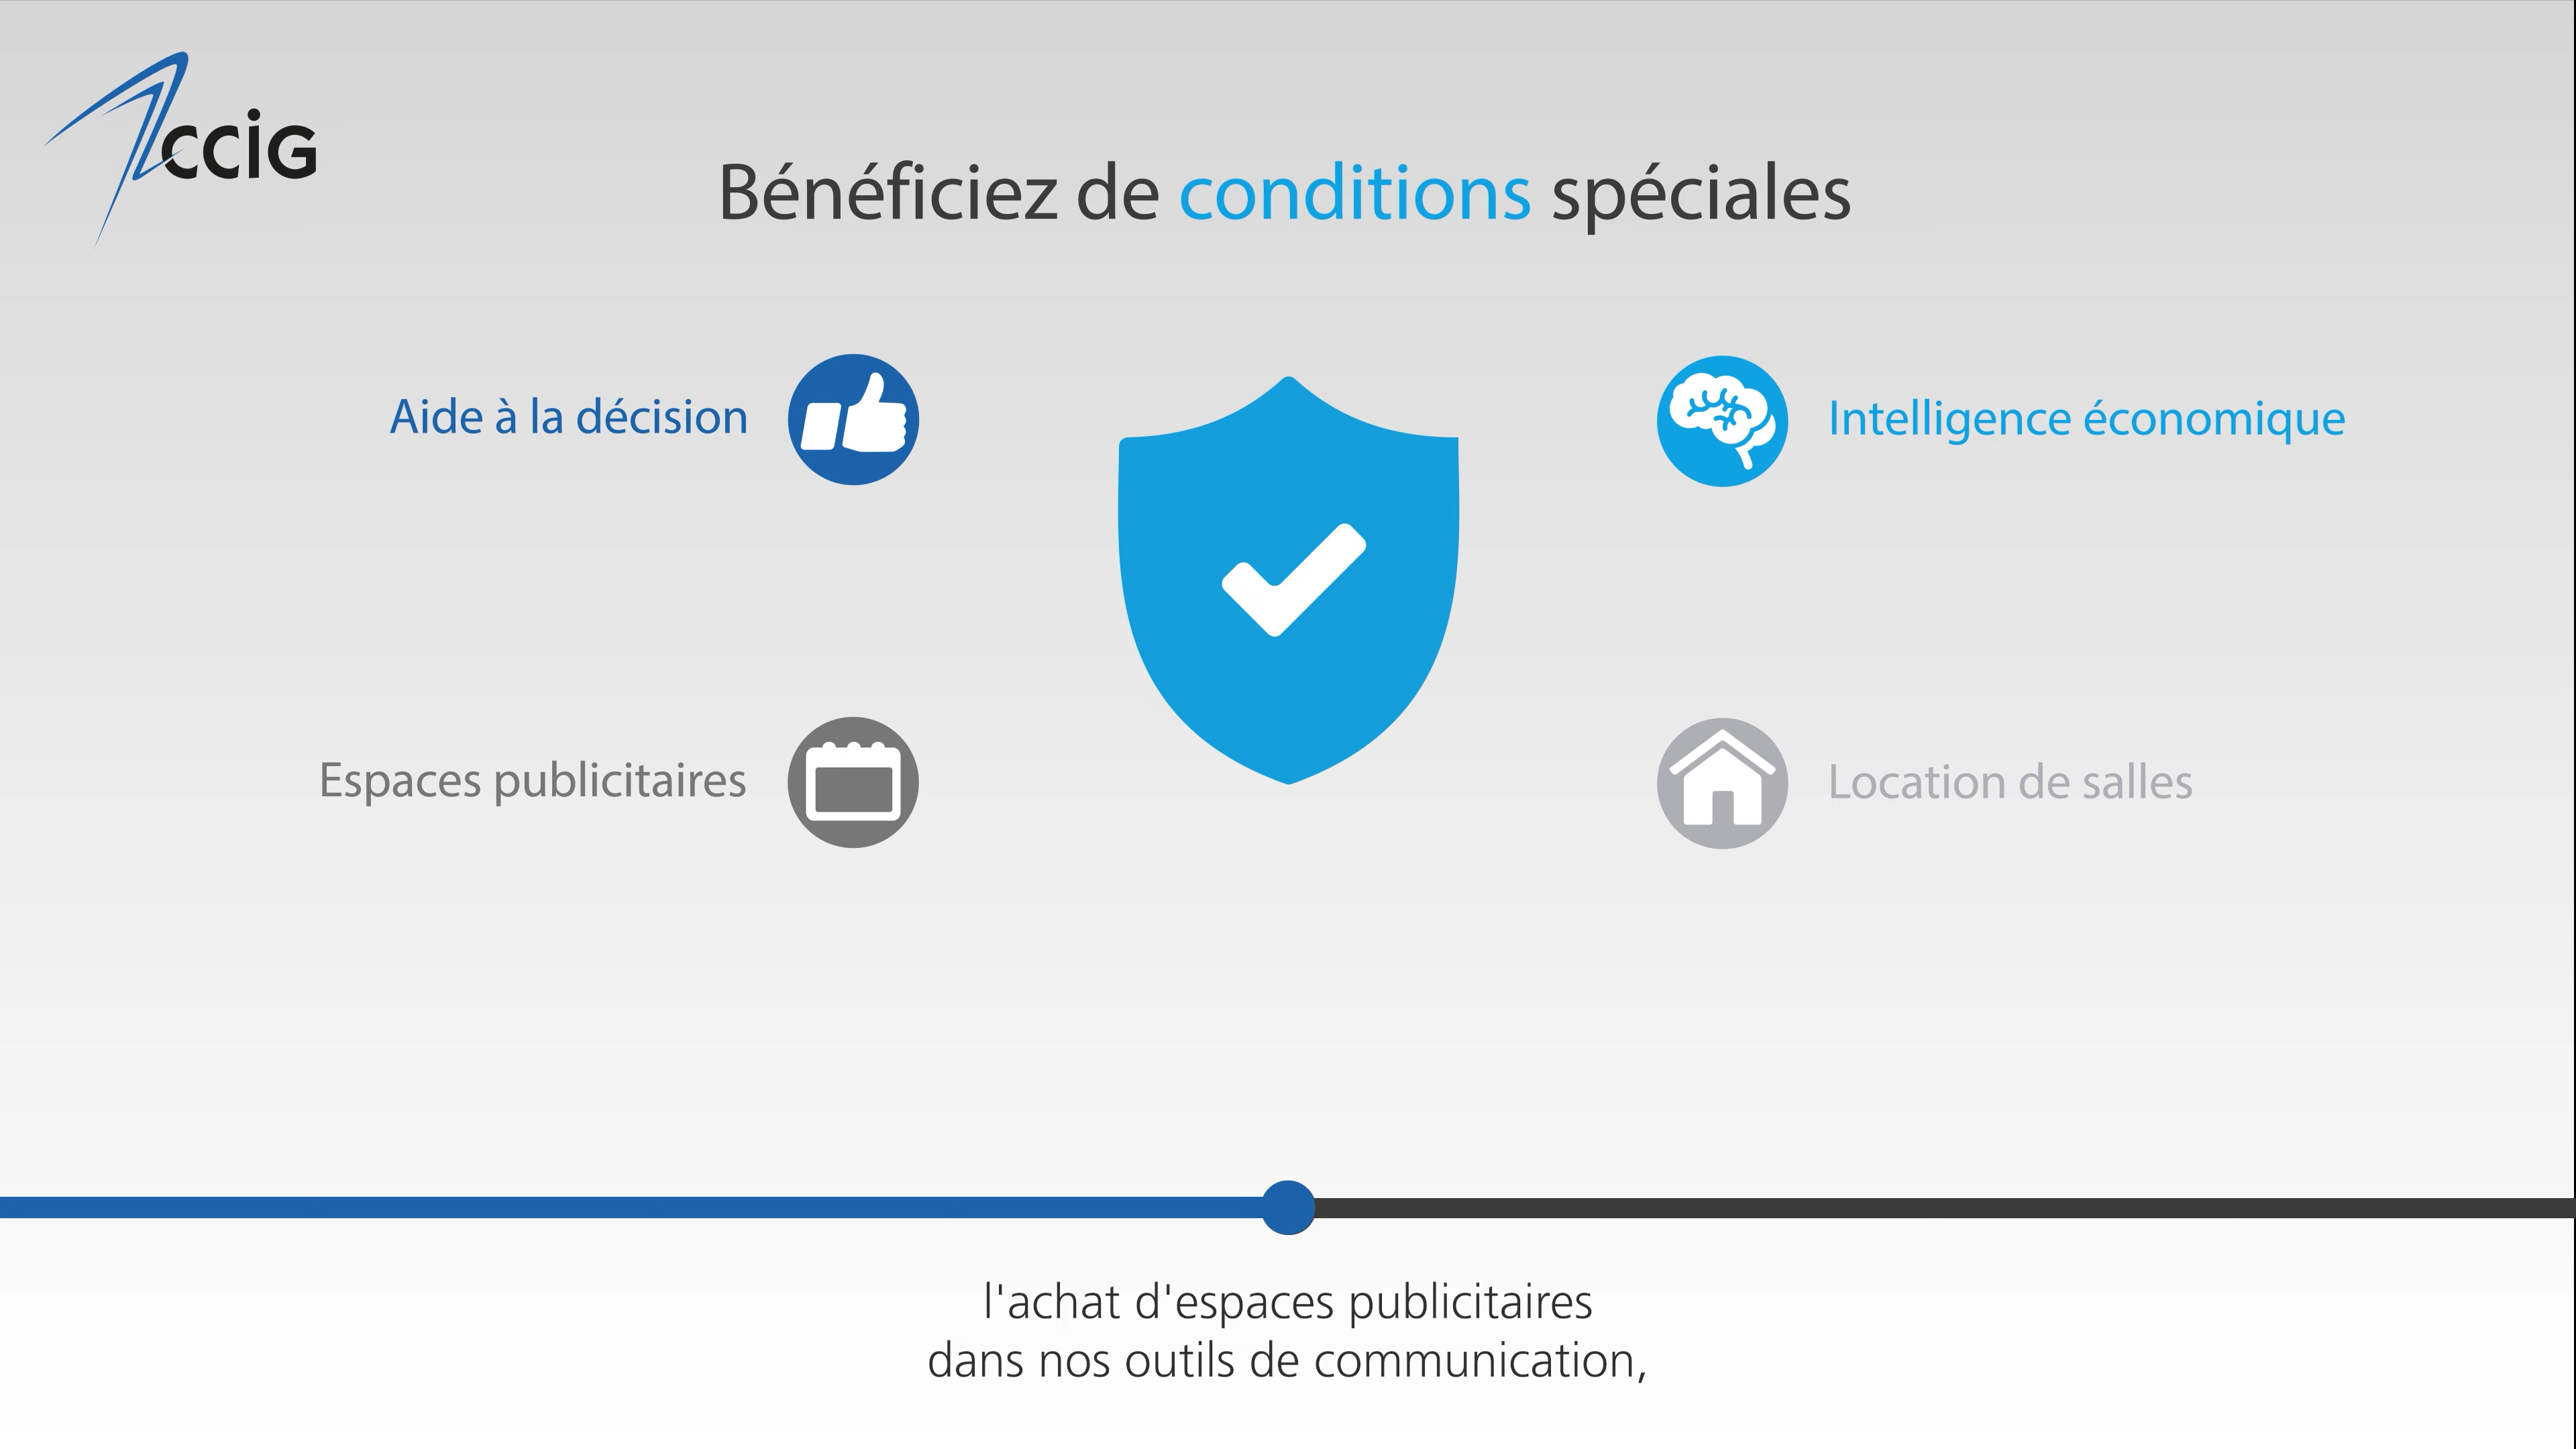 ccig
Bénéficiez de conditions spéciales
Aide à la décision
Intelligence économique
Espaces publicitaires
Location de salles
l'achat d'espaces publicitaires
dans nos outils de communication,